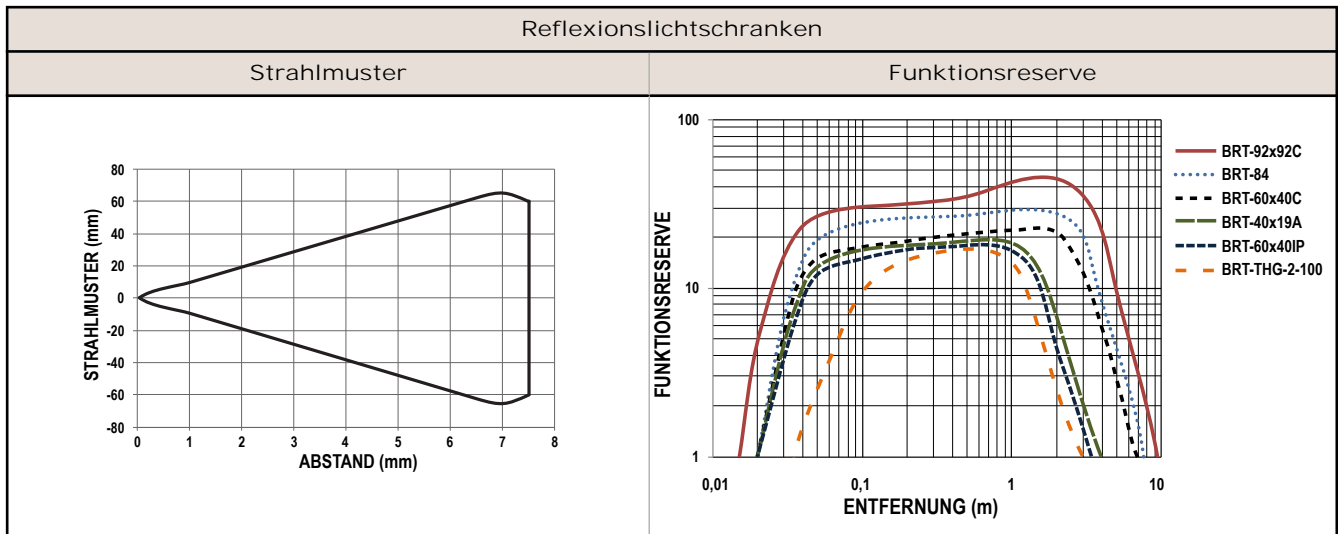 Reflexionslichtschranken
Strahlmuster
Funktionsreserve
80
60
40
20
0
-20
-40
-60
-80
STRAHLMUSTER (mm)
0 1 2 3 4 5 6 7 8
ABSTAND (mm)
100
10
1
FUNKTIONSRESERVE
0,01 0,1 1 10
ENTFERNUNG (m)
BRT-92x92C
BRT-84
BRT-60x40C
BRT-40x19A
BRT-60x40IP
BRT-THG-2-100